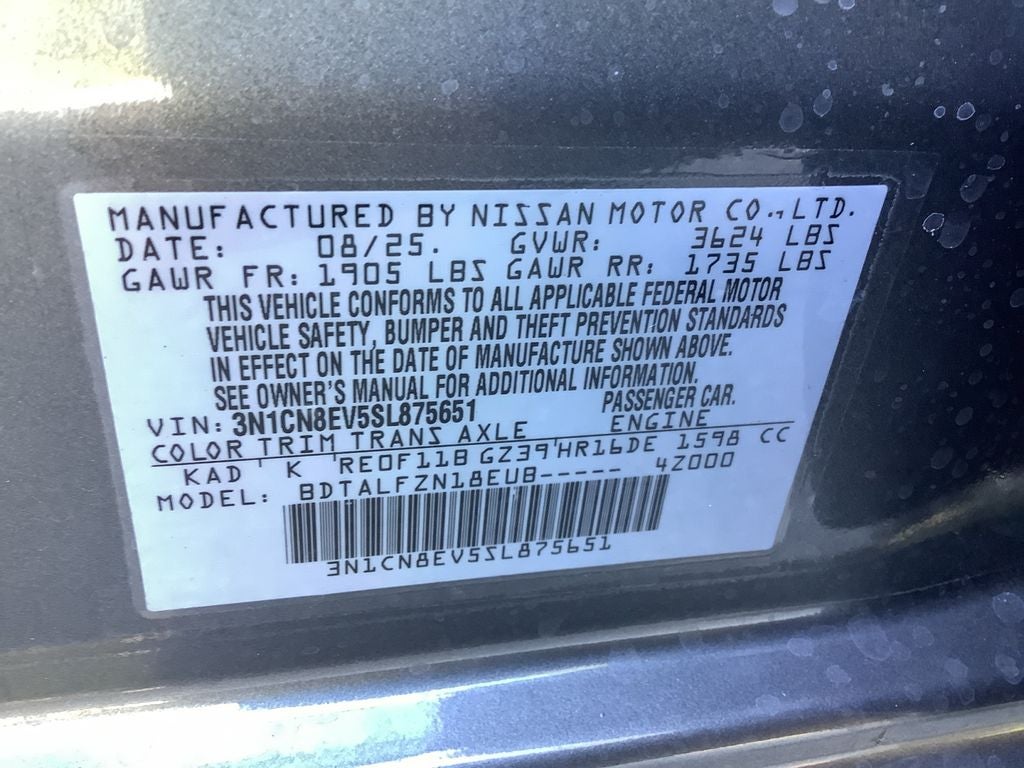 MANUFACTURED BY NISSAN MOTOR CO., LTD.
DATE: 08/25. GVWR: 3624 LBS
GAWR FR: 1905 LBS GAWR RR: 1735 LBS
THIS VEHICLE CONFORMS TO ALL APPLICABLE FEDERAL MOTOR
VEHICLE SAFETY, BUMPER AND THEFT PREVENTION STANDARDS
IN EFFECT ON THE DATE OF MANUFACTURE SHOWN ABOVE.
SEE OWNER'S MANUAL FOR ADDITIONAL INFORMATION.
VIN: 3N1CN8EV5SL875651 PASSENGER CAR.
COLOR TRIM TRANS AXLE ENGINE
KAD K RE0F11B GZ39 HR16DE 1598 CC
MODEL: BDTALFZN18EUB----- 4Z000
3N1CN8EV5SL875651